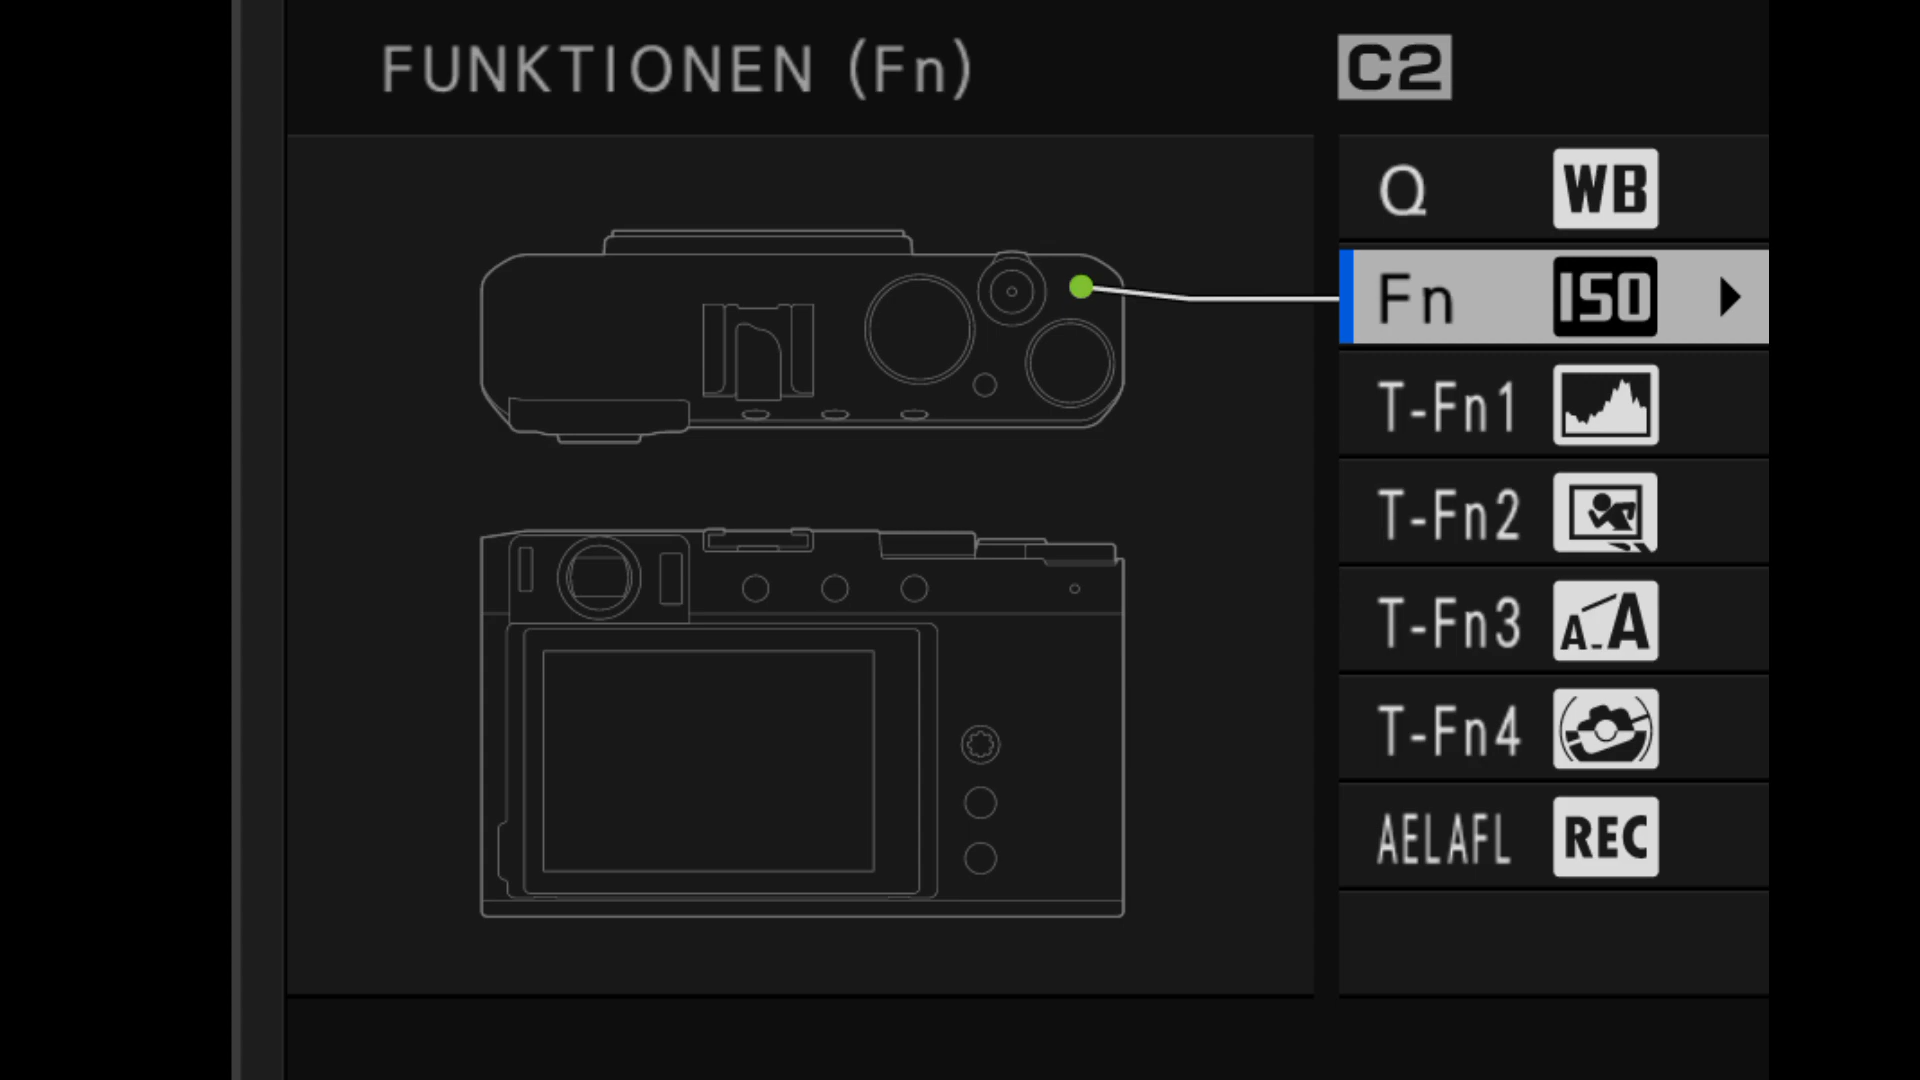 FUNKTIONEN (Fn)
C2
Q WB
Fn ISO
T-Fn1
T-Fn2
T-Fn3 A A
T-Fn4
AELAFL REC